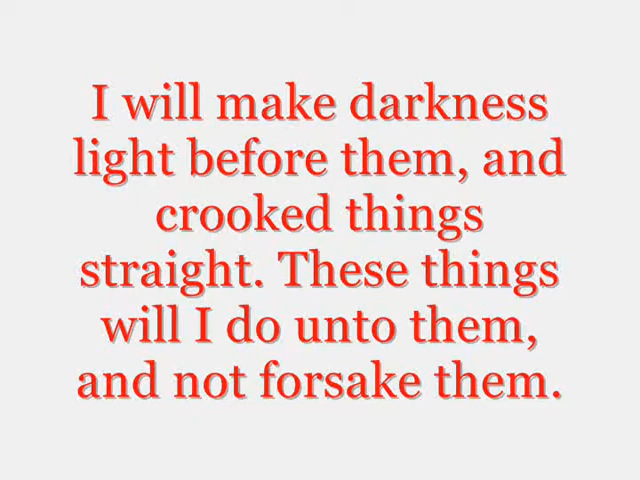 I will make darkness
light before them, and
crooked things
straight. These things
will I do unto them,
and not forsake them.